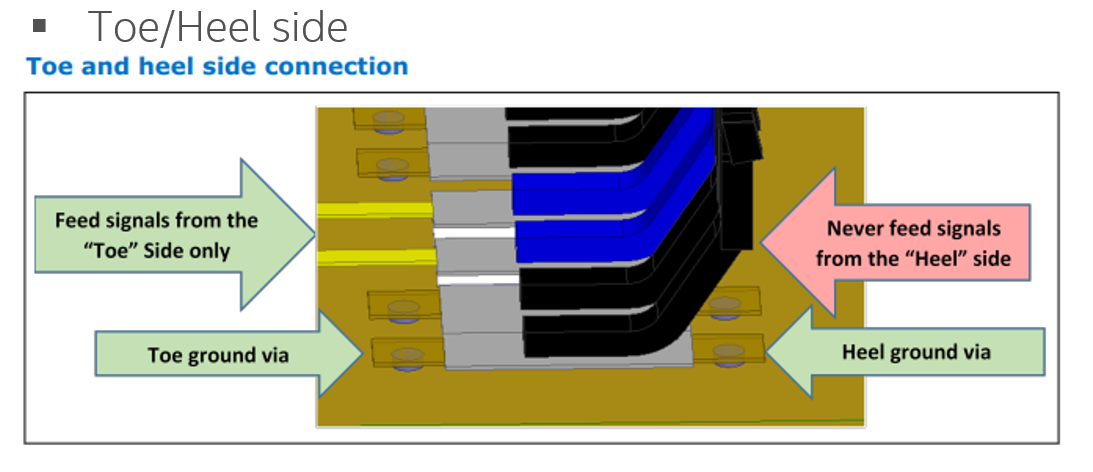 ▪ Toe/Heel side
Toe and heel side connection
Feed signals from the
“Toe” Side only
Never feed signals
from the “Heel” side
Toe ground via
Heel ground via